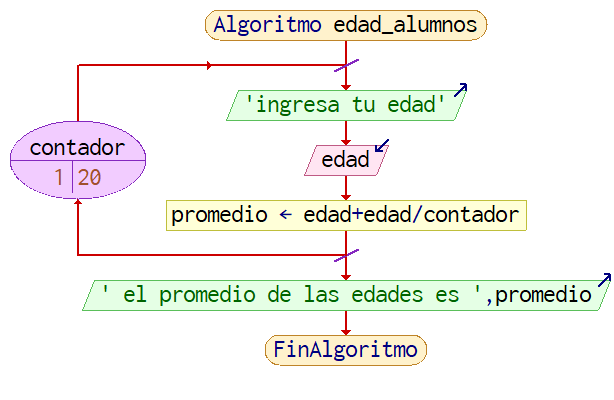 Algoritmo edad_alumnos
'ingresa tu edad'
contador
1 20
edad
promedio ← edad+edad/contador
' el promedio de las edades es ',promedio
FinAlgoritmo